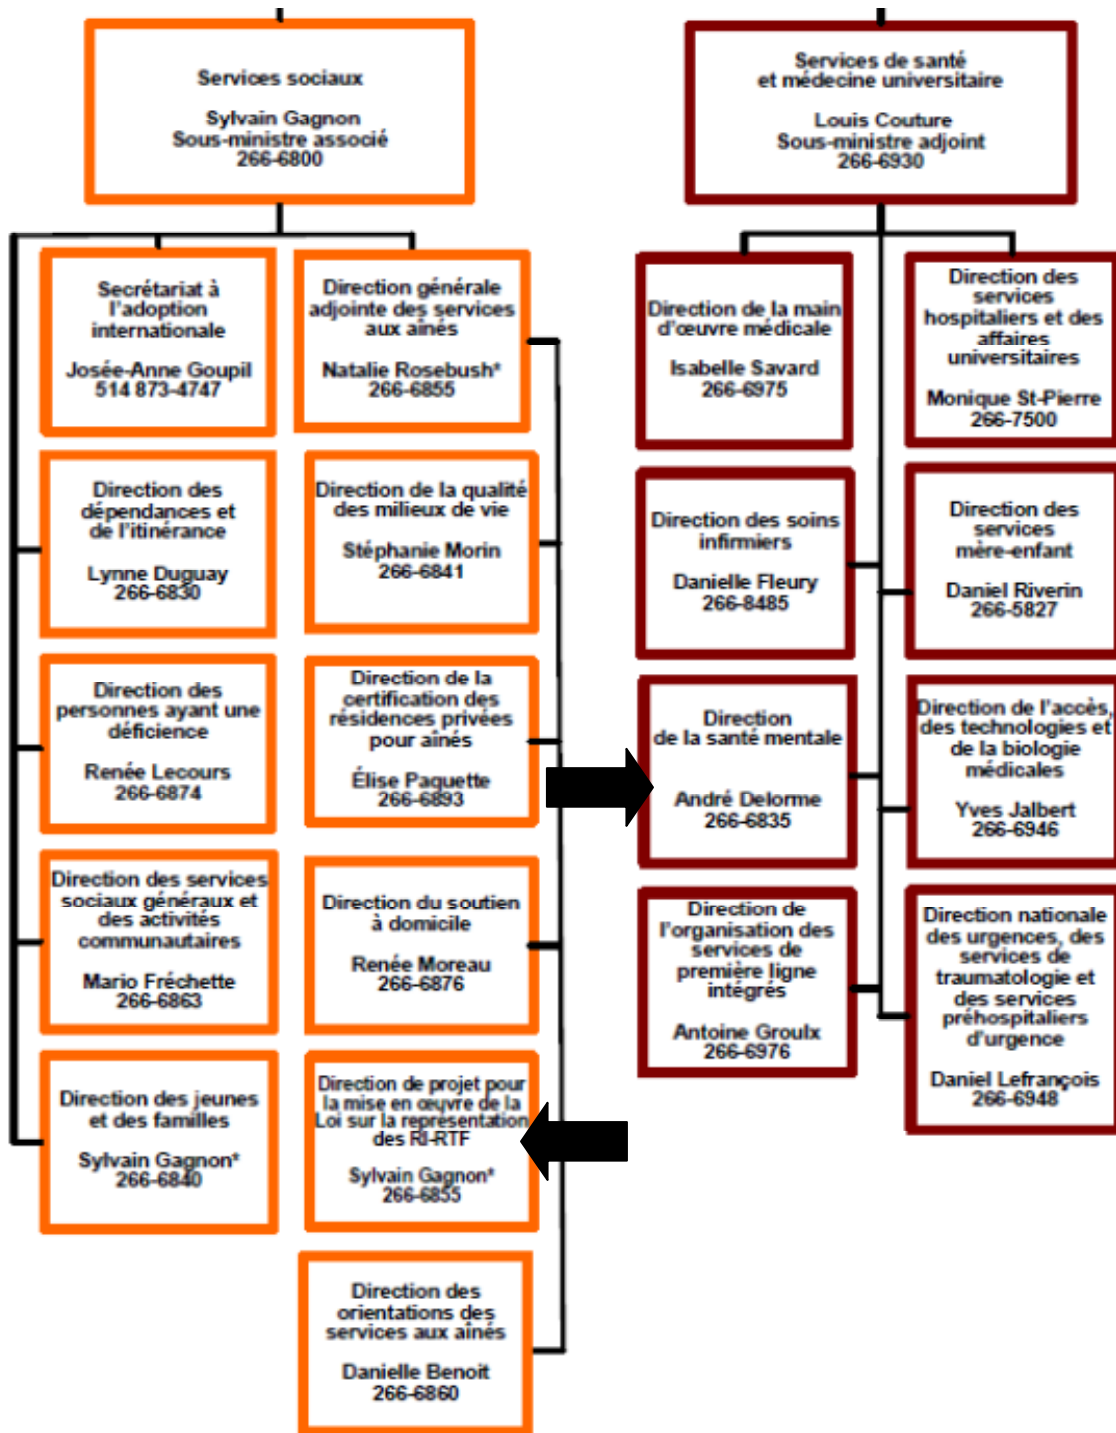 Services sociaux
Sylvain Gagnon
Sous-ministre associé
266-6800
Services de santé
et médecine universitaire
Louis Couture
Sous-ministre adjoint
266-6930
Secrétariat à
l'adoption
internationale
Josée-Anne Goupil
514 873-4747
Direction générale
adjointe des services
aux aînés
Natalie Rosebush*
266-6855
Direction de la main
d'œuvre médicale
Isabelle Savard
266-6975
Direction des
services
hospitaliers et des
affaires
universitaires
Monique St-Pierre
266-7500
Direction des
dépendances et
de l'itinérance
Lynne Duguay
266-6830
Direction de la qualité
des milieux de vie
Stéphanie Morin
266-6841
Direction des soins
infirmiers
Danielle Fleury
266-8485
Direction des
services
mère-enfant
Daniel Riverin
266-5827
Direction des
personnes ayant une
déficience
Renée Lecours
266-6874
Direction de la
certification des
résidences privées
pour aînés
Élise Paquette
266-6893
Direction
de la santé mentale
André Delorme
266-6835
Direction de l'accès,
des technologies et
de la biologie
médicales
Yves Jalbert
266-6946
Direction des services
sociaux généraux et
des activités
communautaires
Mario Fréchette
266-6863
Direction du soutien
à domicile
Renée Moreau
266-6876
Direction de
l'organisation des
services de
première ligne
intégrés
Antoine Groulx
266-6976
Direction nationale
des urgences, des
services de
traumatologie et
des services
préhospitaliers
d'urgence
Daniel Lefrançois
266-6948
Direction des jeunes
et des familles
Sylvain Gagnon*
266-6840
Direction de projet pour
la mise en œuvre de la
Loi sur la représentation
des RI-RTF
Sylvain Gagnon*
266-6855
Direction des
orientations des
services aux aînés
Danielle Benoit
266-6860